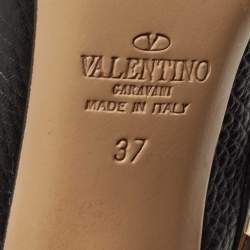 VALENTINO
GARAVANI
MADE IN ITALY
37